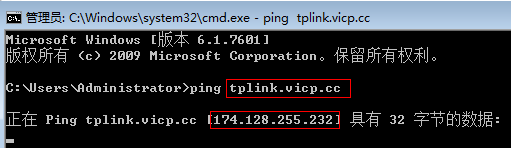 管理员: C:\Windows\system32\cmd.exe - ping  tplink.vicp.cc
Microsoft Windows [版本 6.1.7601]
版权所有 (c) 2009 Microsoft Corporation。保留所有权利。
C:\Users\Administrator>ping tplink.vicp.cc
正在 Ping tplink.vicp.cc [174.128.255.232] 具有 32 字节的数据: